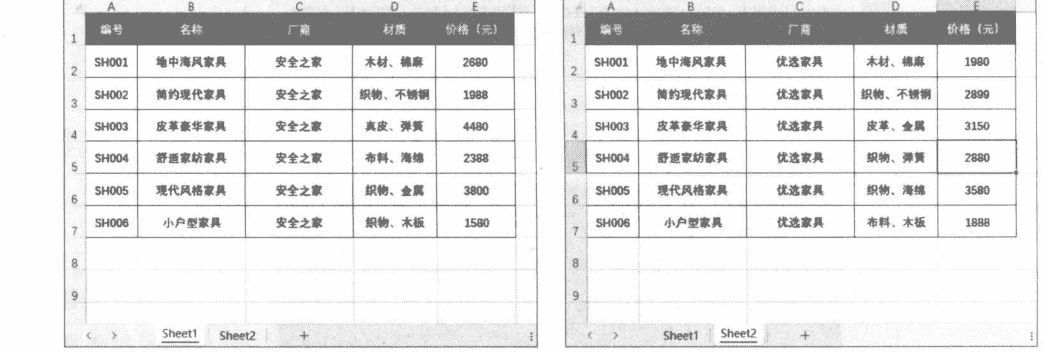 A B C D E
1 编号 名称 厂商 材质 价格（元）
2 SH001 地中海风家具 安全之家 木材、棉麻 2680
3 SH002 简约现代家具 安全之家 织物、不锈钢 1988
4 SH003 皮革豪华家具 安全之家 真皮、弹簧 4480
5 SH004 舒适家纺家具 安全之家 布料、海绵 2388
6 SH005 现代风格家具 安全之家 织物、金属 3800
7 SH006 小户型家具 安全之家 织物、木板 1580
8
9
Sheet1 Sheet2 +
A B C D E
1 编号 名称 厂商 材质 价格（元）
2 SH001 地中海风家具 优选家具 木材、棉麻 1980
3 SH002 简约现代家具 优选家具 织物、不锈钢 2899
4 SH003 皮革豪华家具 优选家具 皮革、金属 3150
5 SH004 舒适家纺家具 优选家具 织物、弹簧 2880
6 SH005 现代风格家具 优选家具 织物、海绵 3580
7 SH006 小户型家具 优选家具 布料、木板 1888
8
9
Sheet1 Sheet2 +